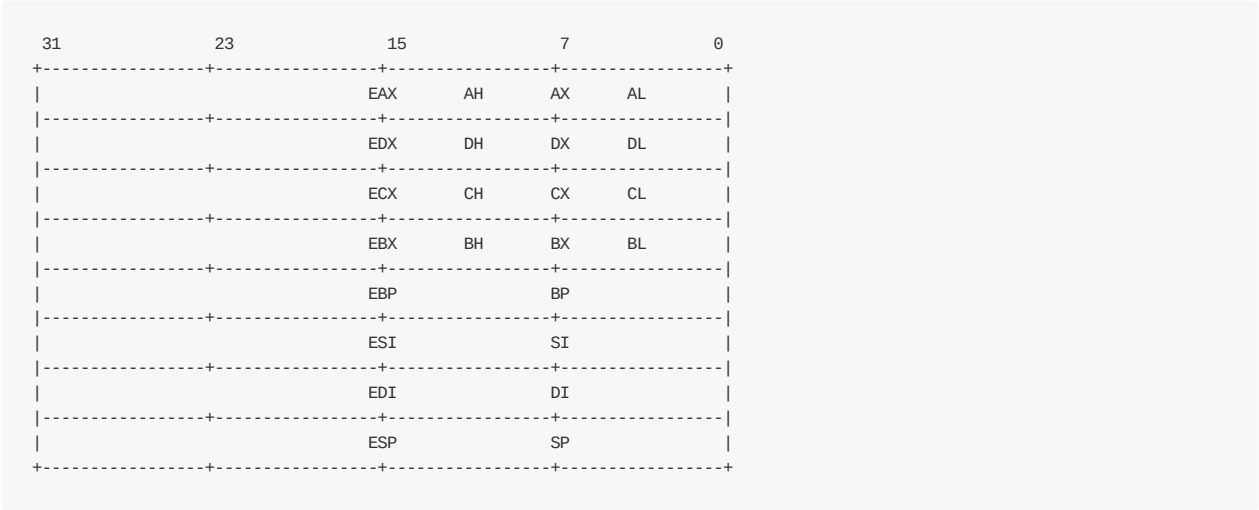 31                23                15                7               0
+-----------------+-----------------+-----------------+-----------------+
|                                  EAX       AH       AX      AL        |
|-----------------+-----------------+-----------------+-----------------|
|                                  EDX       DH       DX      DL        |
|-----------------+-----------------+-----------------+-----------------|
|                                  ECX       CH       CX      CL        |
|-----------------+-----------------+-----------------+-----------------|
|                                  EBX       BH       BX      BL        |
|-----------------+-----------------+-----------------+-----------------|
|                                  EBP                BP                |
|-----------------+-----------------+-----------------+-----------------|
|                                  ESI                SI                |
|-----------------+-----------------+-----------------+-----------------|
|                                  EDI                DI                |
|-----------------+-----------------+-----------------+-----------------|
|                                  ESP                SP                |
+-----------------+-----------------+-----------------+-----------------+